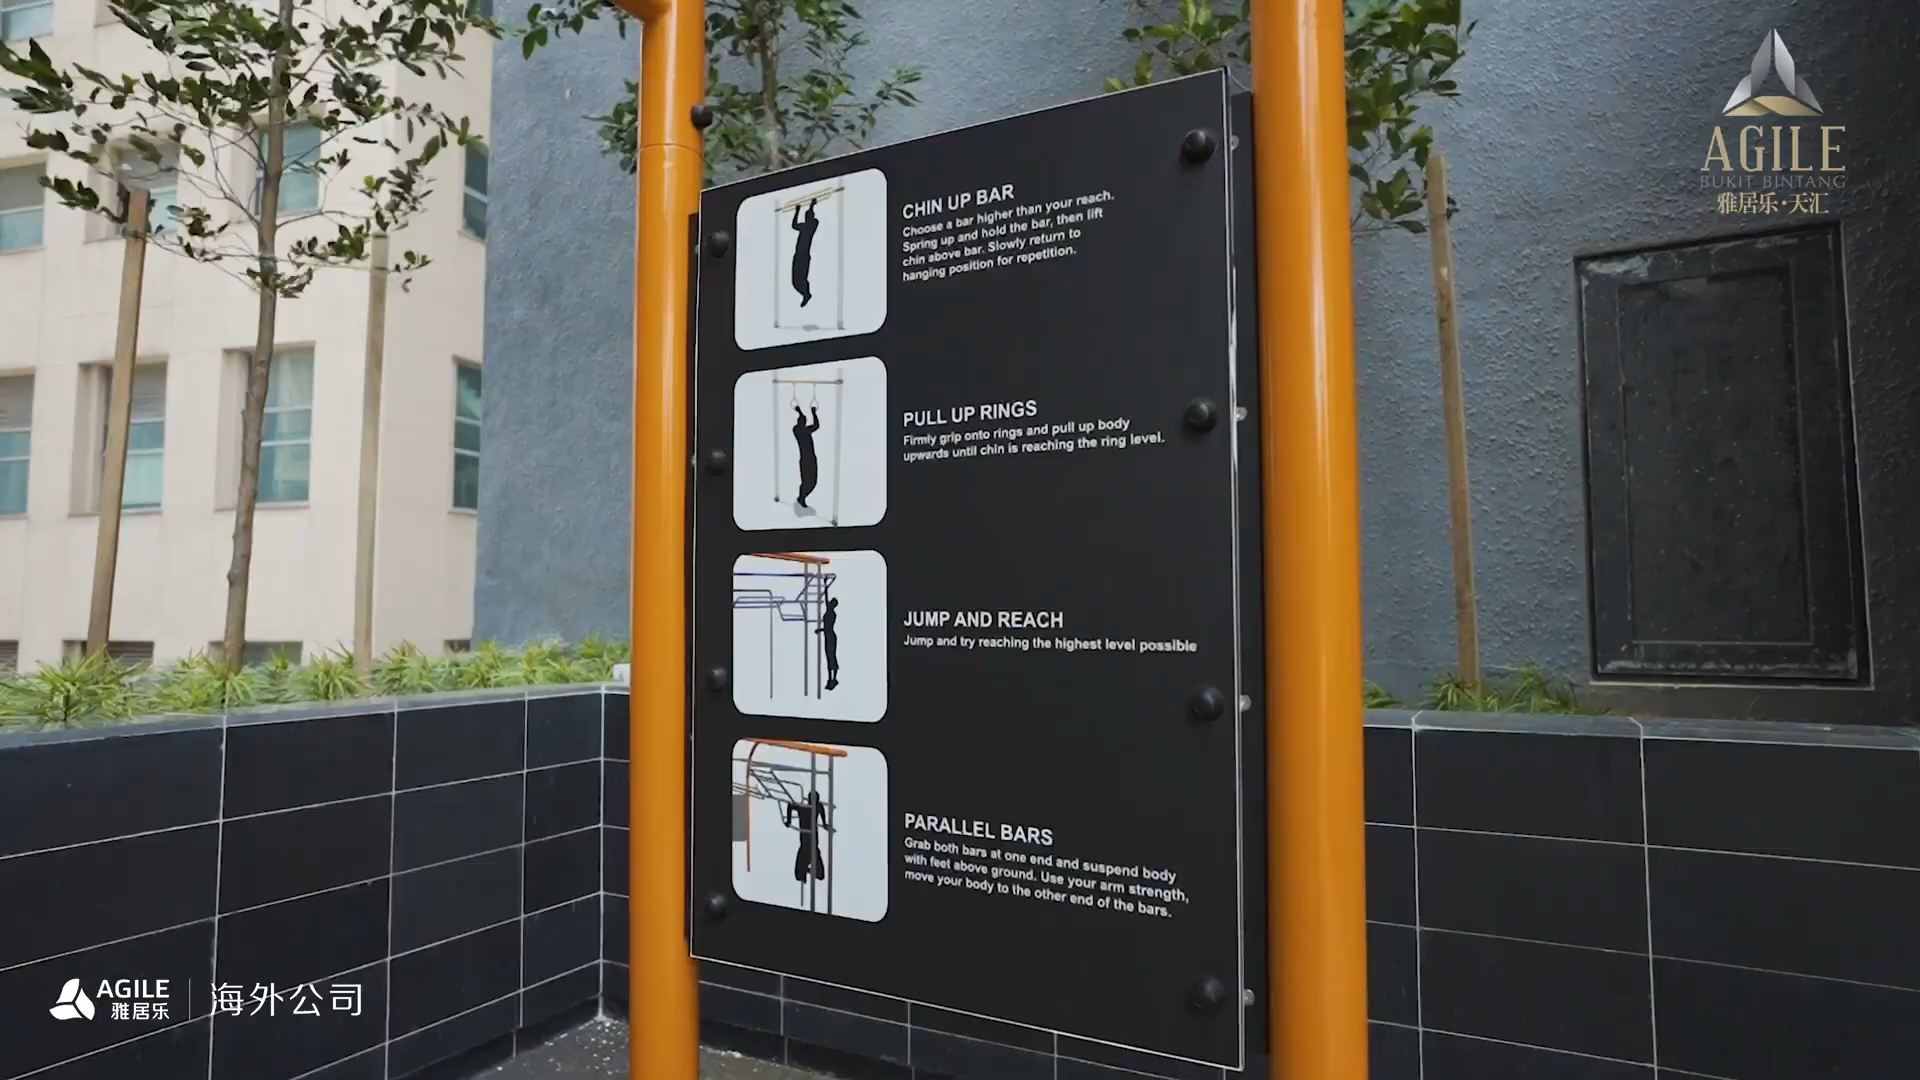 AGILE
BUKIT BINTANG
雅居乐·天汇
CHIN UP BAR
Choose a bar higher than your reach.
Spring up and hold the bar, then lift
chin above bar. Slowly return to
hanging position for repetition.
PULL UP RINGS
Firmly grip onto rings and pull up body
upwards until chin is reaching the ring level.
JUMP AND REACH
Jump and try reaching the highest level possible
PARALLEL BARS
Grab both bars at one end and suspend body
with feet above ground. Use your arm strength,
move your body to the other end of the bars.
AGILE
雅居乐
海外公司